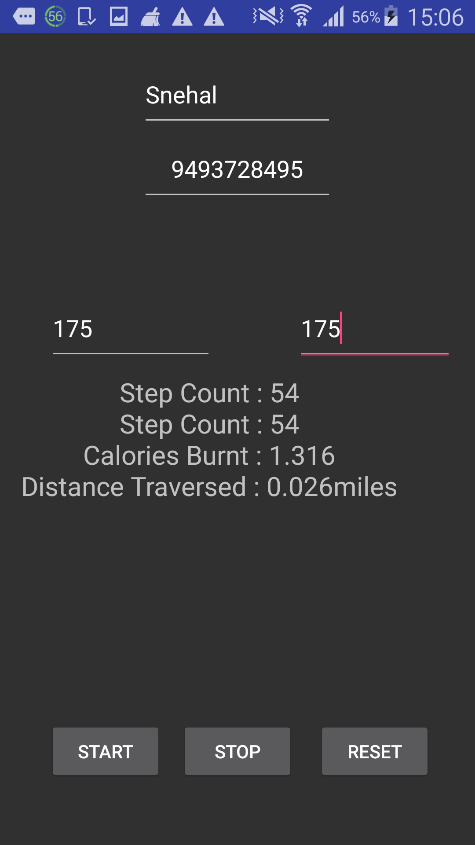 56 56% 15:06
Snehal
9493728495
175 175
Step Count : 54
Step Count : 54
Calories Burnt : 1.316
Distance Traversed : 0.026miles
START STOP RESET